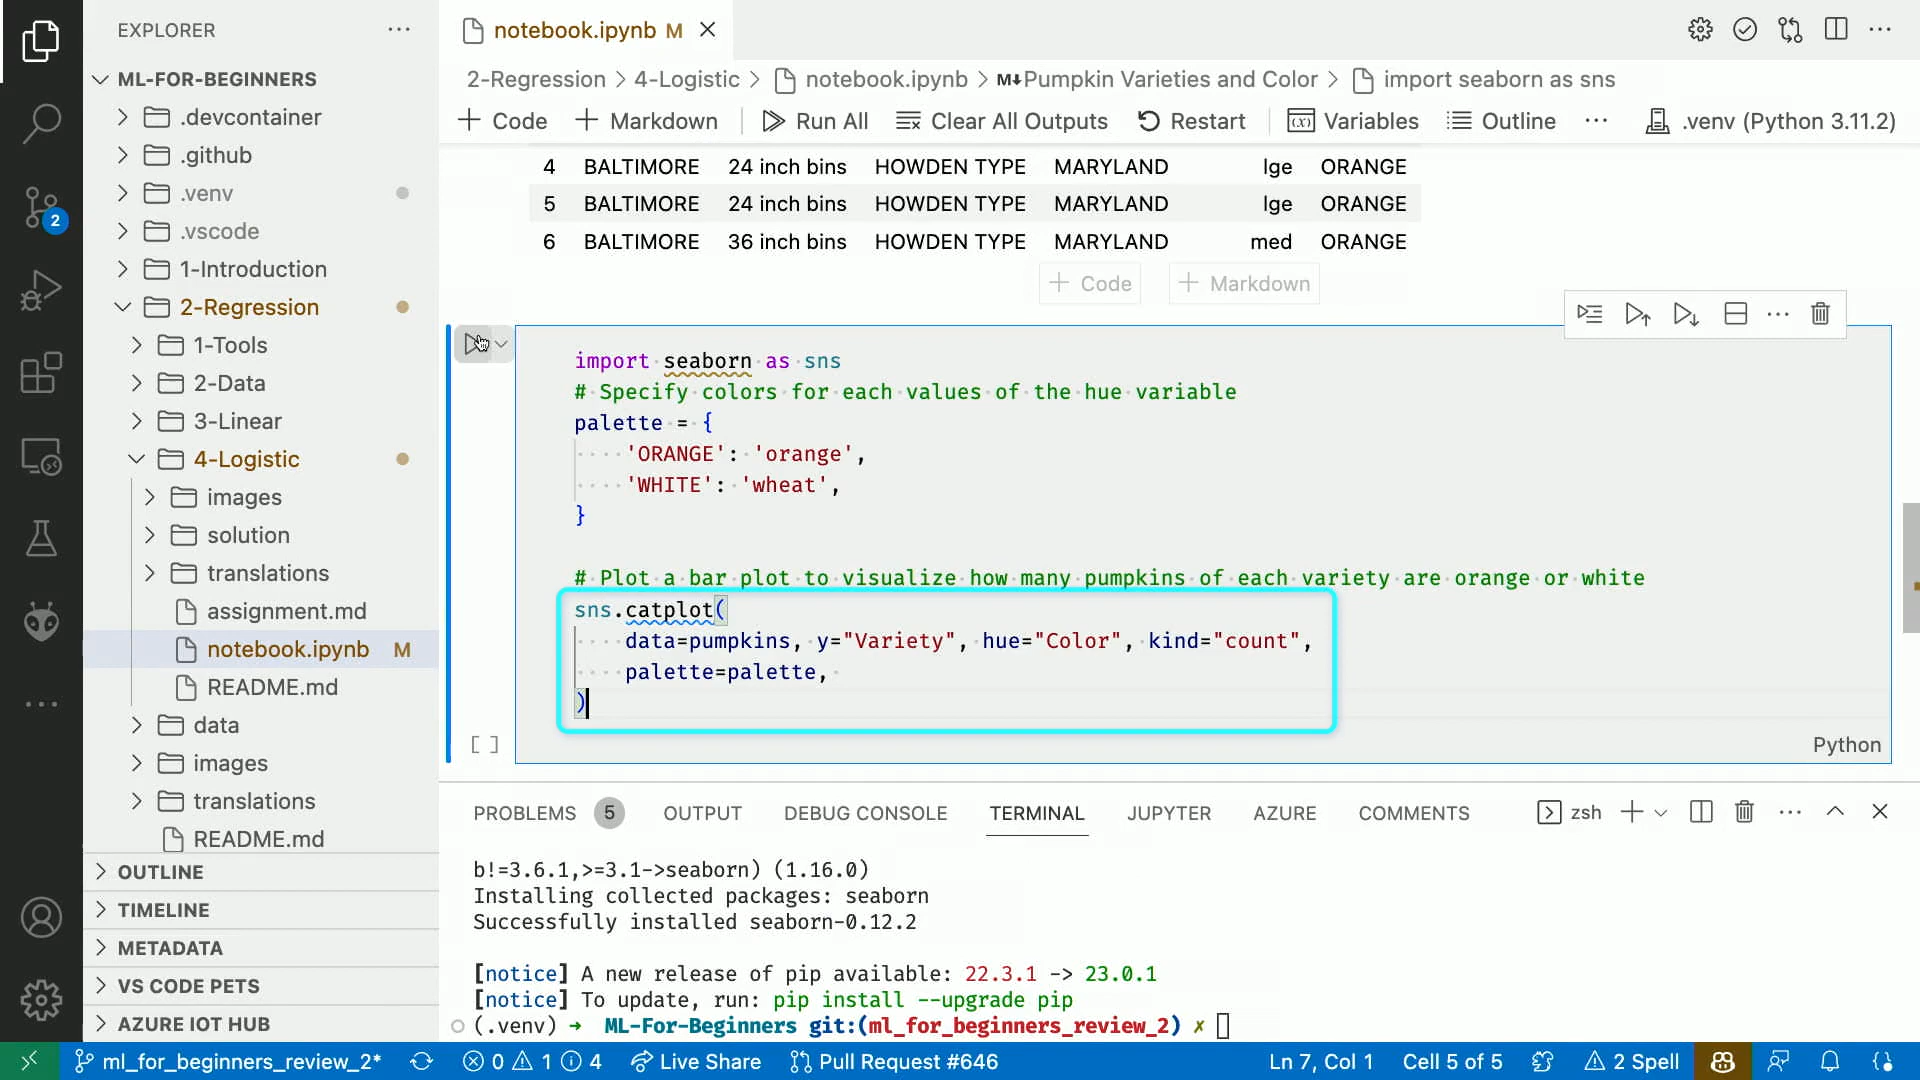 EXPLORER
ML-FOR-BEGINNERS
.devcontainer
.github
.venv
.vscode
1-Introduction
2-Regression
1-Tools
2-Data
3-Linear
4-Logistic
images
solution
translations
assignment.md
notebook.ipynb M
README.md
data
images
translations
README.md
OUTLINE
TIMELINE
METADATA
VS CODE PETS
AZURE IOT HUB
2
notebook.ipynb M
2-Regression > 4-Logistic > notebook.ipynb > M↓Pumpkin Varieties and Color > import seaborn as sns
+ Code + Markdown Run All Clear All Outputs Restart Variables Outline ... .venv (Python 3.11.2)
4 BALTIMORE 24 inch bins HOWDEN TYPE MARYLAND lge ORANGE
5 BALTIMORE 24 inch bins HOWDEN TYPE MARYLAND lge ORANGE
6 BALTIMORE 36 inch bins HOWDEN TYPE MARYLAND med ORANGE
+ Code + Markdown
import seaborn as sns
# Specify colors for each values of the hue variable
palette = {
    'ORANGE': 'orange',
    'WHITE': 'wheat',
}
# Plot a bar plot to visualize how many pumpkins of each variety are orange or white
sns.catplot(
    data=pumpkins, y="Variety", hue="Color", kind="count",
    palette=palette,
)
[ ] Python
PROBLEMS 5 OUTPUT DEBUG CONSOLE TERMINAL JUPYTER AZURE COMMENTS zsh
b!=3.6.1,>=3.1->seaborn) (1.16.0)
Installing collected packages: seaborn
Successfully installed seaborn-0.12.2
[notice] A new release of pip available: 22.3.1 -> 23.0.1
[notice] To update, run: pip install --upgrade pip
(.venv) → ML-For-Beginners git:(ml_for_beginners_review_2) ✗
ml_for_beginners_review_2* 0 1 4 Live Share Pull Request #646 Ln 7, Col 1 Cell 5 of 5 2 Spell